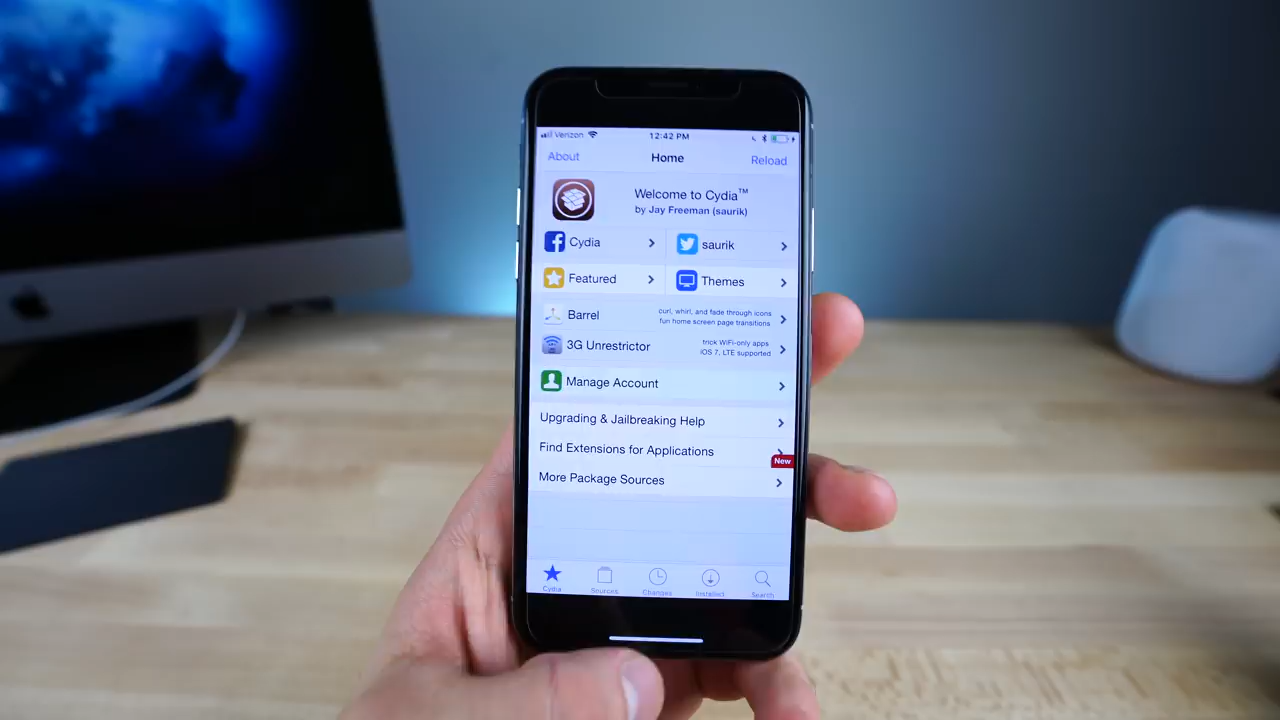 Verizon 12:42 PM
About Home Reload
Welcome to Cydia™
by Jay Freeman (saurik)
Cydia saurik
Featured Themes
Barrel
curl, whirl, and fade through icons
fun home screen page transitions
3G Unrestrictor
trick WiFi-only apps
iOS 7, LTE supported
Manage Account
Upgrading & Jailbreaking Help
Find Extensions for Applications
New
More Package Sources
Cydia Sources Changes Installed Search